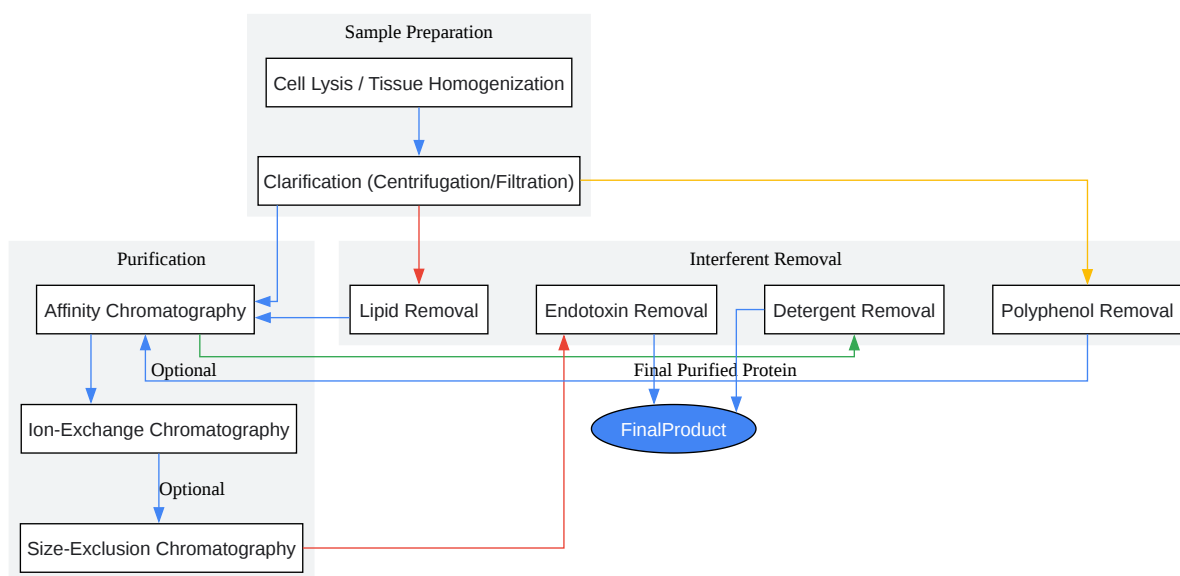 Sample Preparation
Cell Lysis / Tissue Homogenization
Clarification (Centrifugation/Filtration)
Purification
Interferent Removal
Affinity Chromatography
Lipid Removal
Endotoxin Removal
Detergent Removal
Polyphenol Removal
Optional
Final Purified Protein
Ion-Exchange Chromatography
FinalProduct
Optional
Size-Exclusion Chromatography